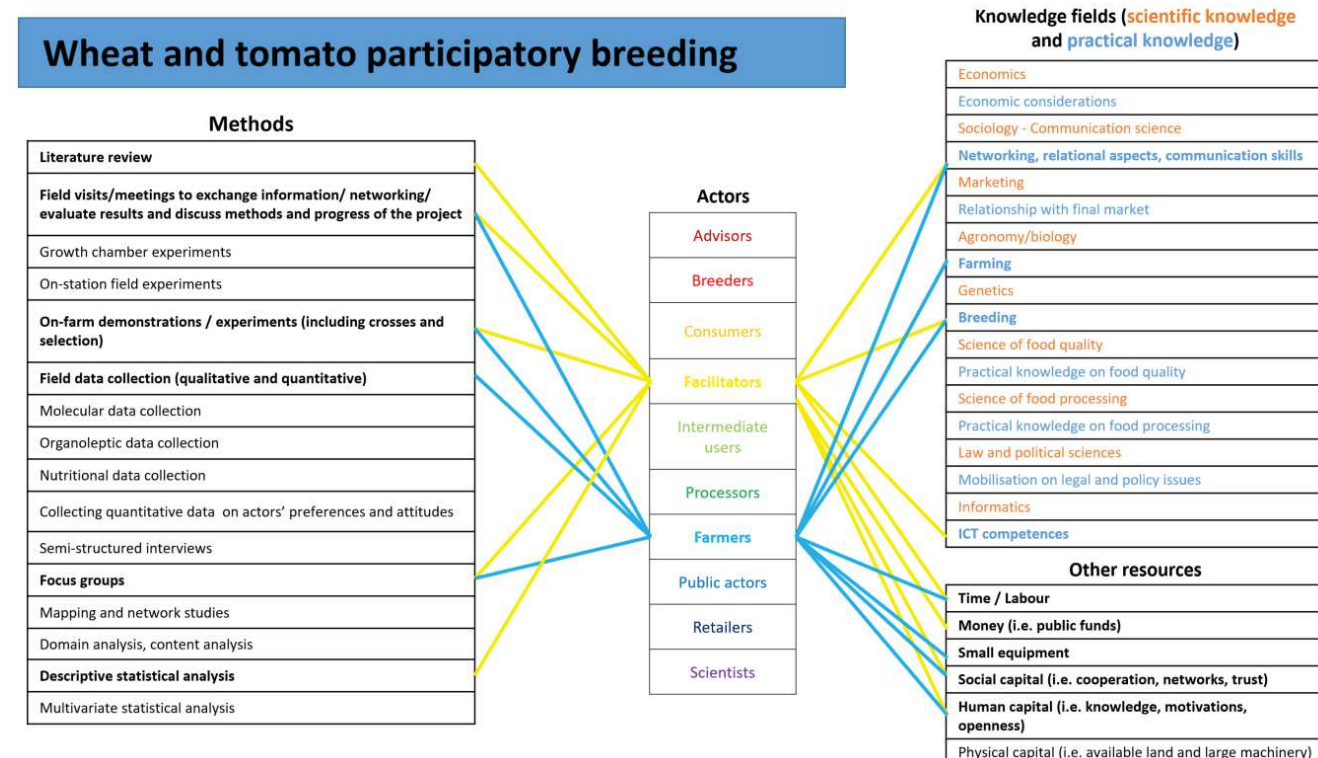 Wheat and tomato participatory breeding
Methods
Literature review
Field visits/meetings to exchange information/ networking/
evaluate results and discuss methods and progress of the project
Growth chamber experiments
On-station field experiments
On-farm demonstrations / experiments (including crosses and
selection)
Field data collection (qualitative and quantitative)
Molecular data collection
Organoleptic data collection
Nutritional data collection
Collecting quantitative data on actors’ preferences and attitudes
Semi-structured interviews
Focus groups
Mapping and network studies
Domain analysis, content analysis
Descriptive statistical analysis
Multivariate statistical analysis
Actors
Advisors
Breeders
Consumers
Facilitators
Intermediate
users
Processors
Farmers
Public actors
Retailers
Scientists
Knowledge fields (scientific knowledge
and practical knowledge)
Economics
Economic considerations
Sociology - Communication science
Networking, relational aspects, communication skills
Marketing
Relationship with final market
Agronomy/biology
Farming
Genetics
Breeding
Science of food quality
Practical knowledge on food quality
Science of food processing
Practical knowledge on food processing
Law and political sciences
Mobilisation on legal and policy issues
Informatics
ICT competences
Other resources
Time / Labour
Money (i.e. public funds)
Small equipment
Social capital (i.e. cooperation, networks, trust)
Human capital (i.e. knowledge, motivations,
openness)
Physical capital (i.e. available land and large machinery)